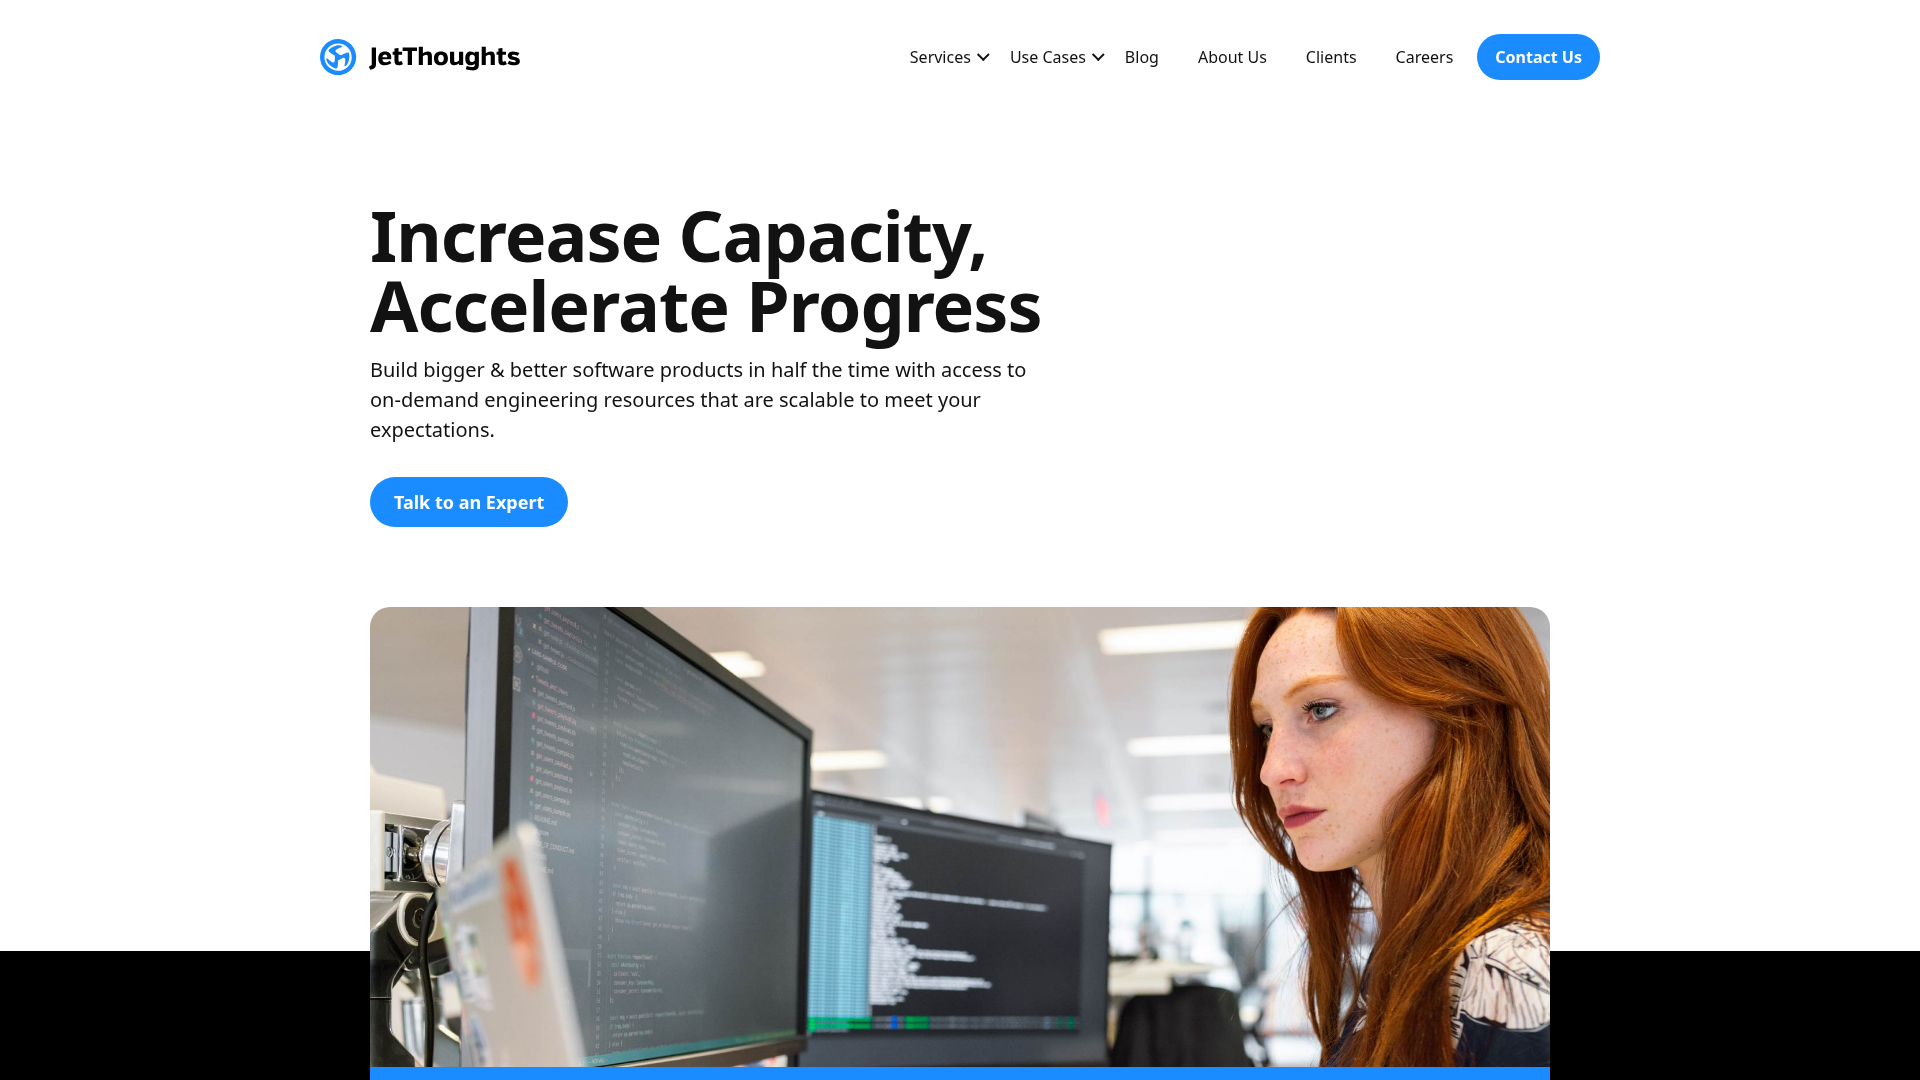 JetThoughts
Services
Use Cases
Blog
About Us
Clients
Careers
Contact Us
Increase Capacity,
Accelerate Progress
Build bigger & better software products in half the time with access to
on-demand engineering resources that are scalable to meet your
expectations.
Talk to an Expert